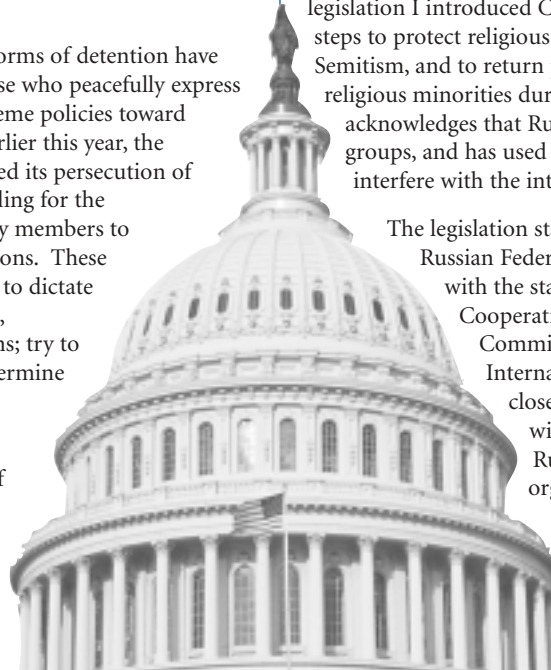 orms of detention have
se who peacefully express
eme policies toward
rlier this year, the
ed its persecution of
ling for the
y members to
ons. These
to dictate
,
ns; try to
ermine
f
legislation I introduced
steps to protect religious
Semitism, and to return
religious minorities dur
acknowledges that Ru
groups, and has used
interfere with the int
The legislation st
Russian Feder
with the sta
Cooperati
Commi
Interna
close
wi
Ru
org